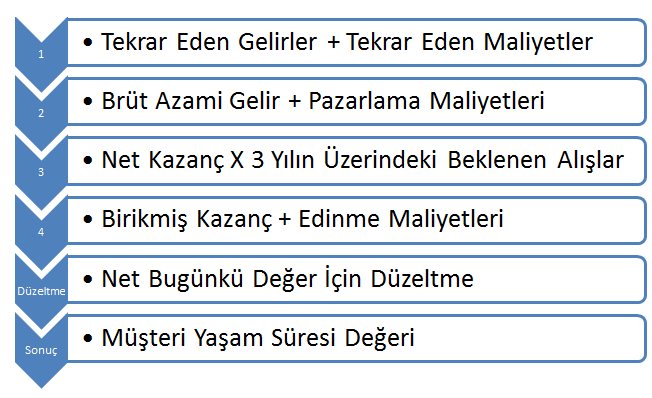 1
• Tekrar Eden Gelirler + Tekrar Eden Maliyetler
2
• Brüt Azami Gelir + Pazarlama Maliyetleri
3
• Net Kazanç X 3 Yılın Üzerindeki Beklenen Alışlar
4
• Birikmiş Kazanç + Edinme Maliyetleri
Düzeltme
• Net Bugünkü Değer İçin Düzeltme
Sonuç
• Müşteri Yaşam Süresi Değeri